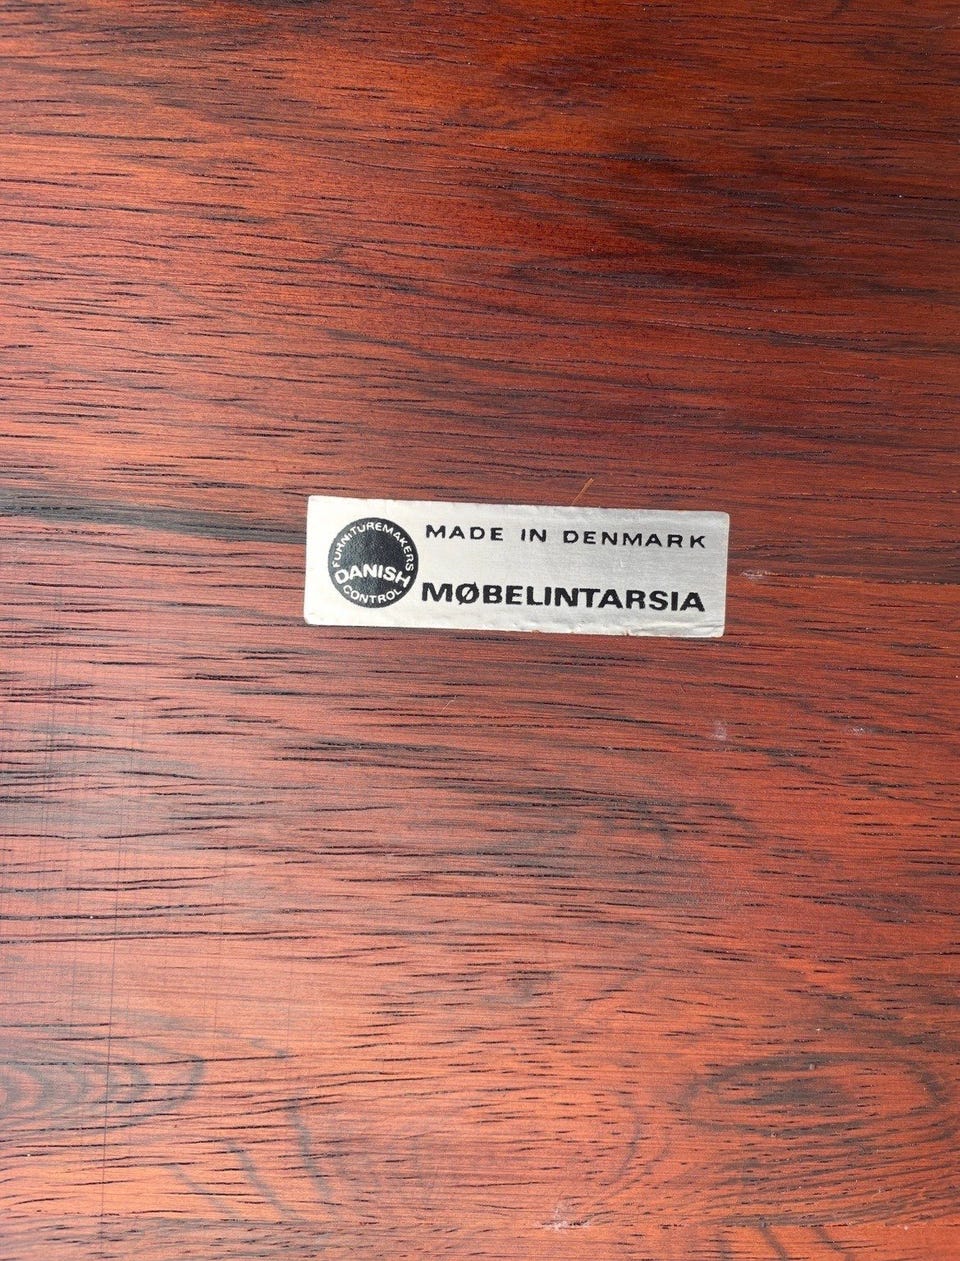 FURNITUREMAKERS
DANISH
CONTROL
MADE IN DENMARK
MØBELINTARSIA